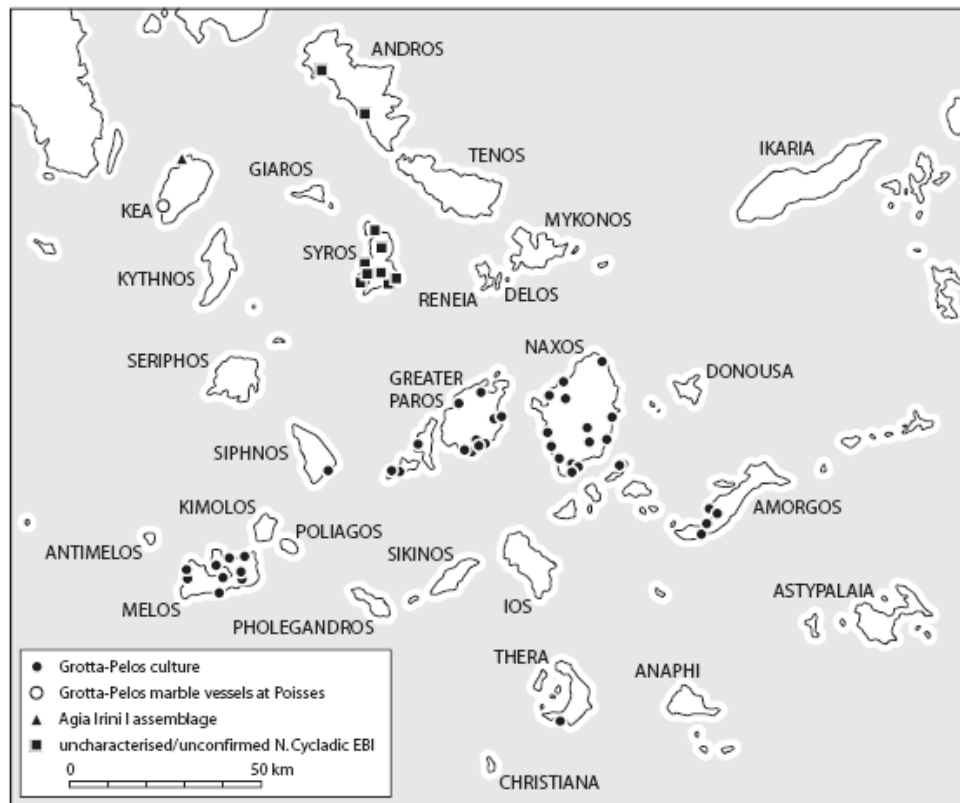 ANDROS
TENOS
IKARIA
GIAROS
KEA
MYKONOS
SYROS
KYTHNOS
RENEIA
DELOS
NAXOS
SERIPHOS
DONOUSA
GREATER
PAROS
SIPHNOS
KIMOLOS
AMORGOS
POLIAGOS
ANTIMELOS
SIKINOS
ASTYPALAIA
MELOS
IOS
PHOLEGANDROS
THERA
ANAPHI
CHRISTIANA
Grotta-Pelos culture
Grotta-Pelos marble vessels at Poisses
Agia Irini I assemblage
uncharacterised/unconfirmed N. Cycladic EBI
0 50 km